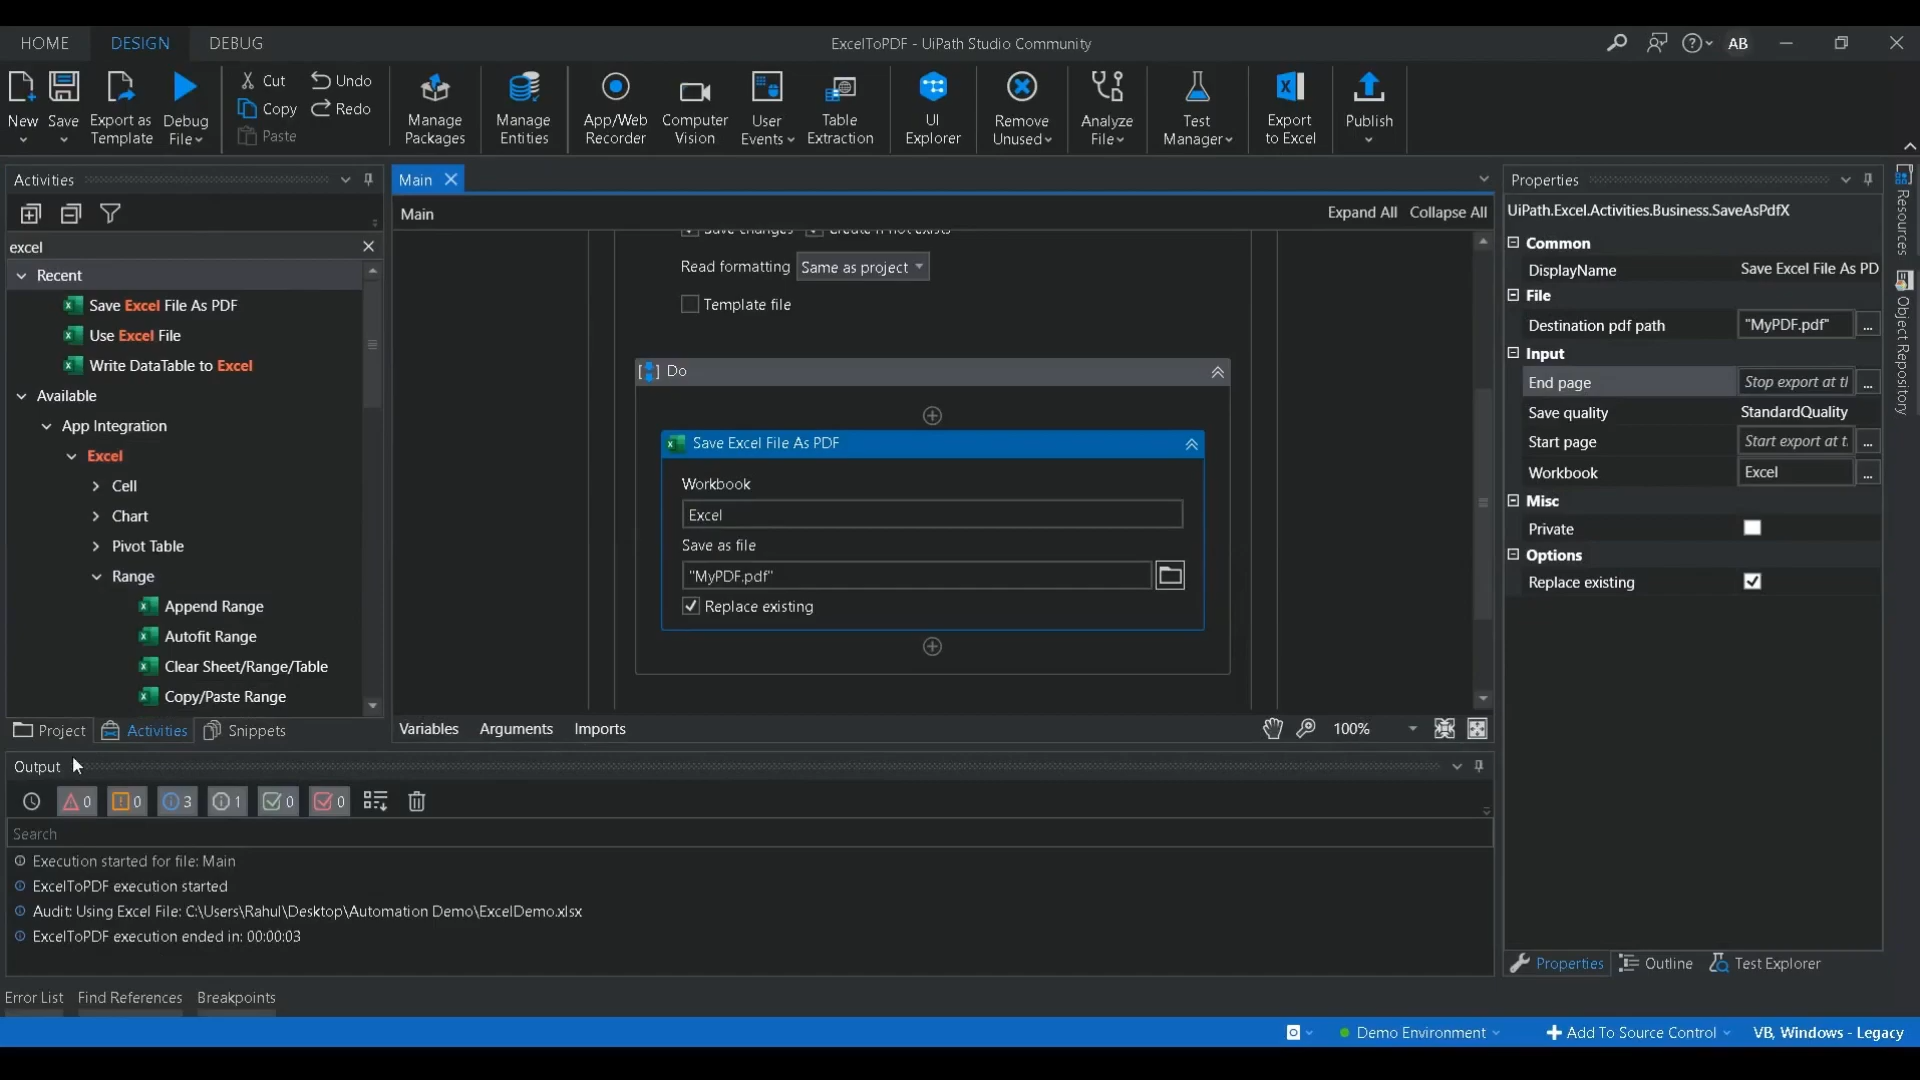 HOME DESIGN DEBUG
ExcelToPDF - UiPath Studio Community
AB
New
Save
Export as
Template
Debug
File
Cut
Copy
Paste
Undo
Redo
Manage
Packages
Manage
Entities
App/Web
Recorder
Computer
Vision
User
Events
Table
Extraction
UI
Explorer
Remove
Unused
Analyze
File
Test
Manager
Export
to Excel
Publish
Activities
excel
Recent
Save Excel File As PDF
Use Excel File
Write DataTable to Excel
Available
App Integration
Excel
Cell
Chart
Pivot Table
Range
Append Range
Autofit Range
Clear Sheet/Range/Table
Copy/Paste Range
Project Activities Snippets
Main
Main
Expand All Collapse All
Save changes Create if not exists
Read formatting Same as project
Template file
Do
Save Excel File As PDF
Workbook
Excel
Save as file
"MyPDF.pdf"
Replace existing
Variables Arguments Imports
100%
Properties
UiPath.Excel.Activities.Business.SaveAsPdfX
Common
DisplayName Save Excel File As PD
File
Destination pdf path "MyPDF.pdf" ...
Input
End page Stop export at tl ...
Save quality StandardQuality
Start page Start export at t. ...
Workbook Excel ...
Misc
Private
Options
Replace existing
Resources
Object Repository
Properties Outline Test Explorer
Output
0 0 3 1 0 0
Search
Execution started for file: Main
ExcelToPDF execution started
Audit: Using Excel File: C:\Users\Rahul\Desktop\Automation Demo\ExcelDemo.xlsx
ExcelToPDF execution ended in: 00:00:03
Error List Find References Breakpoints
Demo Environment
Add To Source Control
VB, Windows - Legacy